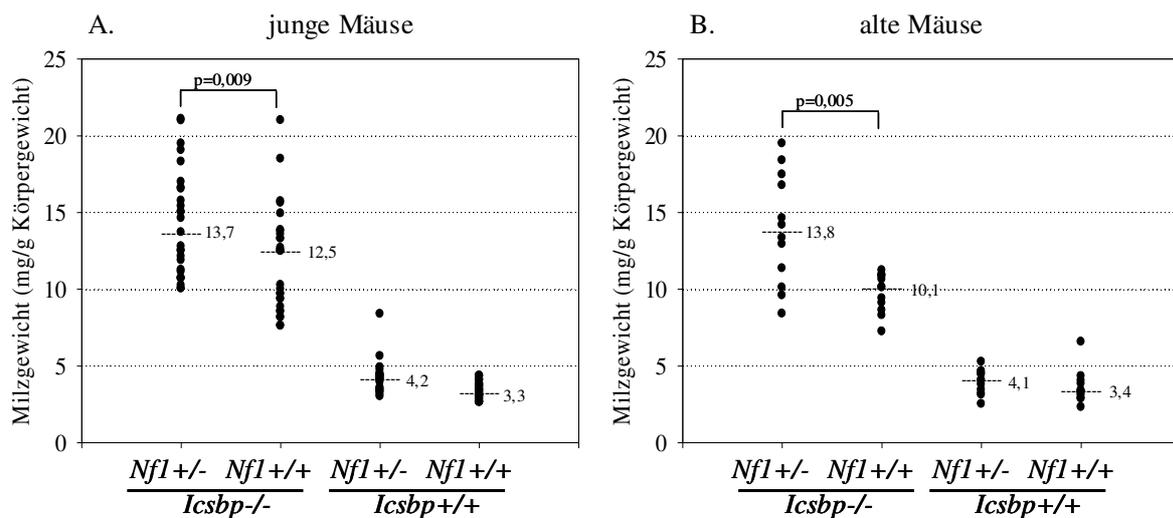 A. junge Mäuse
Milzgewicht (mg/g Körpergewicht)
25
20
15
10
5
0
p=0,009
13,7
12,5
4,2
3,3
Nf1+/- Nf1+/+ Nf1+/- Nf1+/+
Icsbp-/- Icsbp+/+
B. alte Mäuse
Milzgewicht (mg/g Körpergewicht)
25
20
15
10
5
0
p=0,005
13,8
10,1
4,1
3,4
Nf1+/- Nf1+/+ Nf1+/- Nf1+/+
Icsbp-/- Icsbp+/+